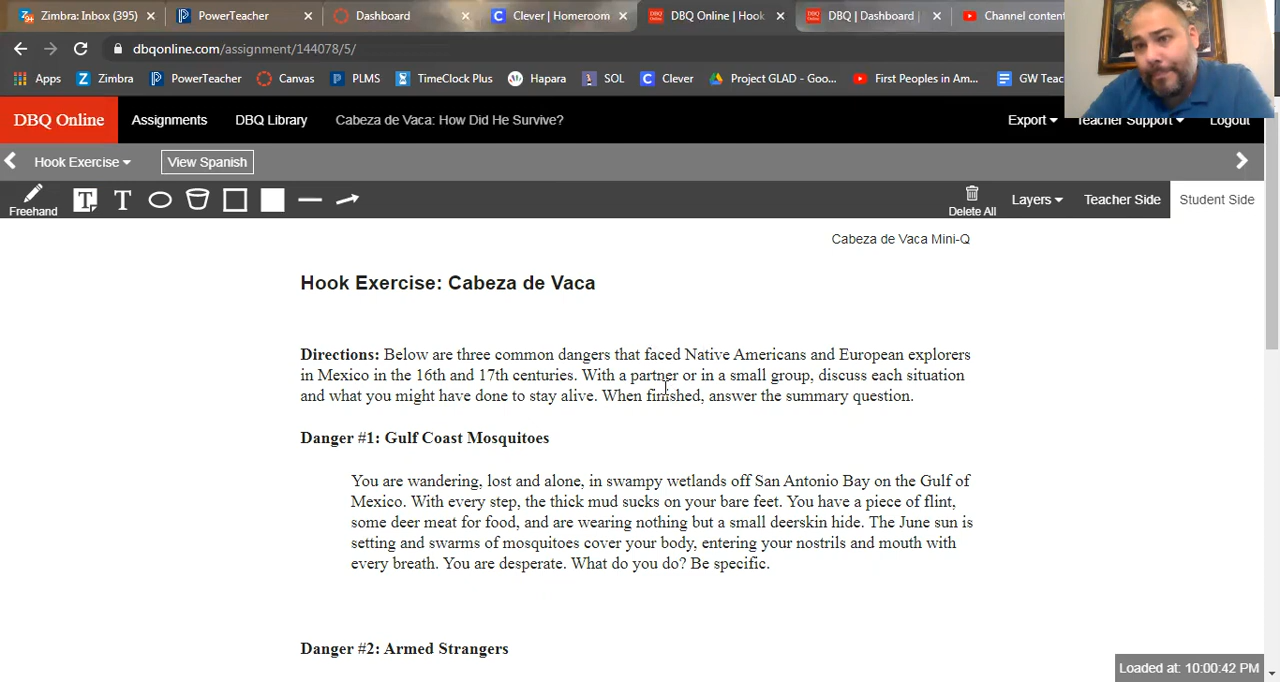 Zimbra: Inbox (395)
PowerTeacher
Dashboard
Clever | Homeroom
DBQ Online | Hook
DBQ | Dashboard
Channel content
dbqonline.com/assignment/144078/5/
Apps
Zimbra
PowerTeacher
Canvas
PLMS
TimeClock Plus
Hapara
SOL
Clever
Project GLAD - Goo...
First Peoples in Am...
GW Teac
DBQ Online
Assignments
DBQ Library
Cabeza de Vaca: How Did He Survive?
Export
Teacher Support
Logout
Hook Exercise
View Spanish
Freehand
T
T
Delete All
Layers
Teacher Side
Student Side
Cabeza de Vaca Mini-Q
Hook Exercise: Cabeza de Vaca
Directions: Below are three common dangers that faced Native Americans and European explorers
in Mexico in the 16th and 17th centuries. With a partner or in a small group, discuss each situation
and what you might have done to stay alive. When finished, answer the summary question.
Danger #1: Gulf Coast Mosquitoes
You are wandering, lost and alone, in swampy wetlands off San Antonio Bay on the Gulf of
Mexico. With every step, the thick mud sucks on your bare feet. You have a piece of flint,
some deer meat for food, and are wearing nothing but a small deerskin hide. The June sun is
setting and swarms of mosquitoes cover your body, entering your nostrils and mouth with
every breath. You are desperate. What do you do? Be specific.
Danger #2: Armed Strangers
Loaded at: 10:00:42 PM